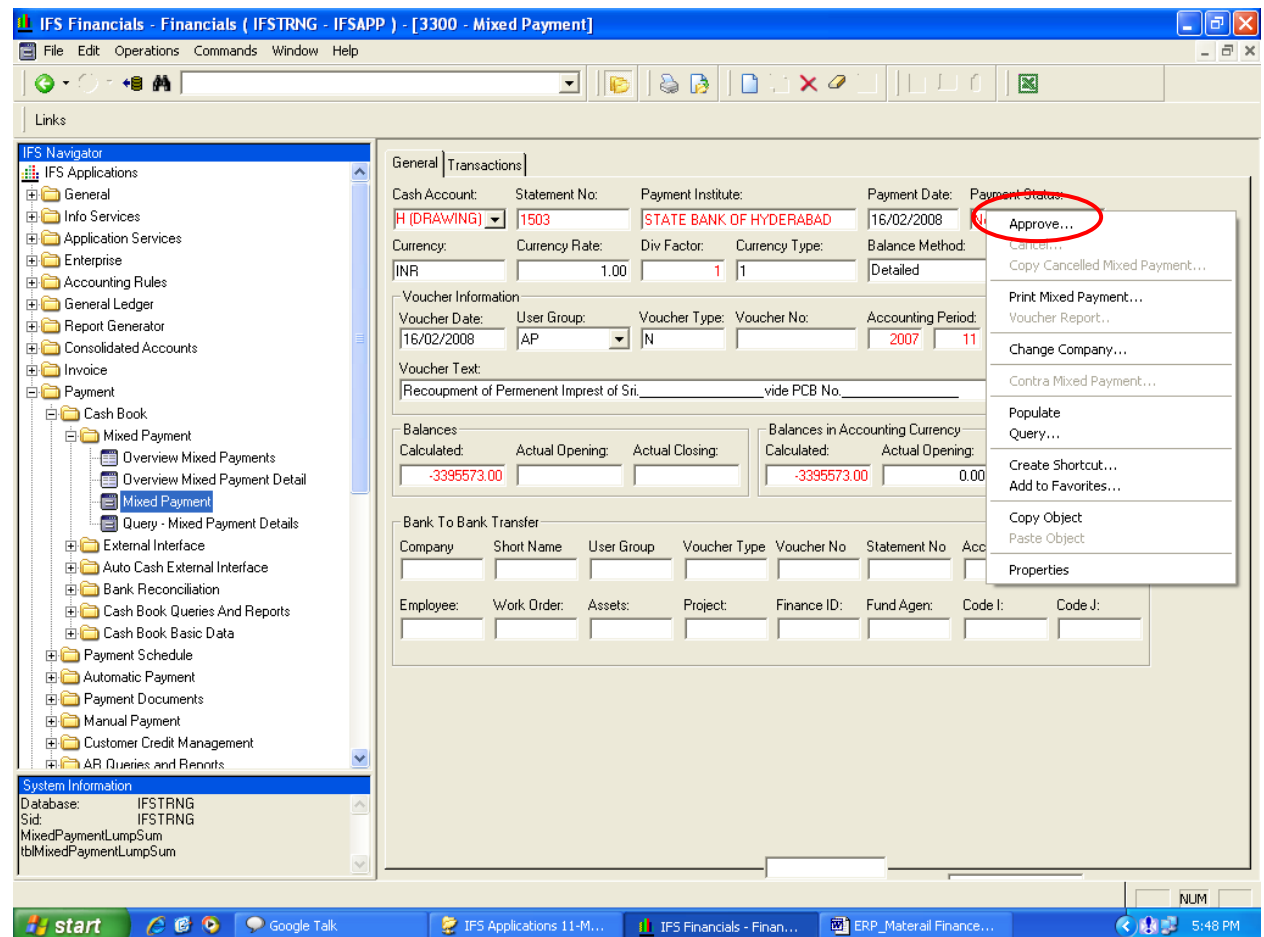 IFS Financials - Financials ( IFSTRNG - IFSAPP ) - [3300 - Mixed Payment]
File Edit Operations Commands Window Help
Links
IFS Navigator
IFS Applications
General
Info Services
Application Services
Enterprise
Accounting Rules
General Ledger
Report Generator
Consolidated Accounts
Invoice
Payment
Cash Book
Mixed Payment
Overview Mixed Payments
Overview Mixed Payment Detail
Mixed Payment
Query - Mixed Payment Details
External Interface
Auto Cash External Interface
Bank Reconciliation
Cash Book Queries And Reports
Cash Book Basic Data
Payment Schedule
Automatic Payment
Payment Documents
Manual Payment
Customer Credit Management
AR Queries and Reports
System Information
Database: IFSTRNG
Sid: IFSTRNG
MixedPaymentLumpSum
tblMixedPaymentLumpSum
General Transactions
Cash Account: Statement No: Payment Institute: Payment Date: Payment Status:
H (DRAWING) 1503 STATE BANK OF HYDERABAD 16/02/2008
Currency: Currency Rate: Div Factor: Currency Type: Balance Method:
INR 1.00 1 1 Detailed
Voucher Information
Voucher Date: User Group: Voucher Type: Voucher No: Accounting Period:
16/02/2008 AP N 2007 11
Voucher Text:
Recoupment of Permenent Imprest of Sri.____________vide PCB No.______________
Balances Balances in Accounting Currency
Calculated: Actual Opening: Actual Closing: Calculated: Actual Opening:
-3395573.00 -3395573.00 0.00
Bank To Bank Transfer
Company Short Name User Group Voucher Type Voucher No Statement No Acc
Employee: Work Order: Assets: Project: Finance ID: Fund Agen: Code I: Code J:
Approve...
Cancel...
Copy Cancelled Mixed Payment...
Print Mixed Payment...
Voucher Report..
Change Company...
Contra Mixed Payment...
Populate
Query...
Create Shortcut...
Add to Favorites...
Copy Object
Paste Object
Properties
NUM
start Google Talk IFS Applications 11-M... IFS Financials - Finan... ERP_Materail Finance... 5:48 PM